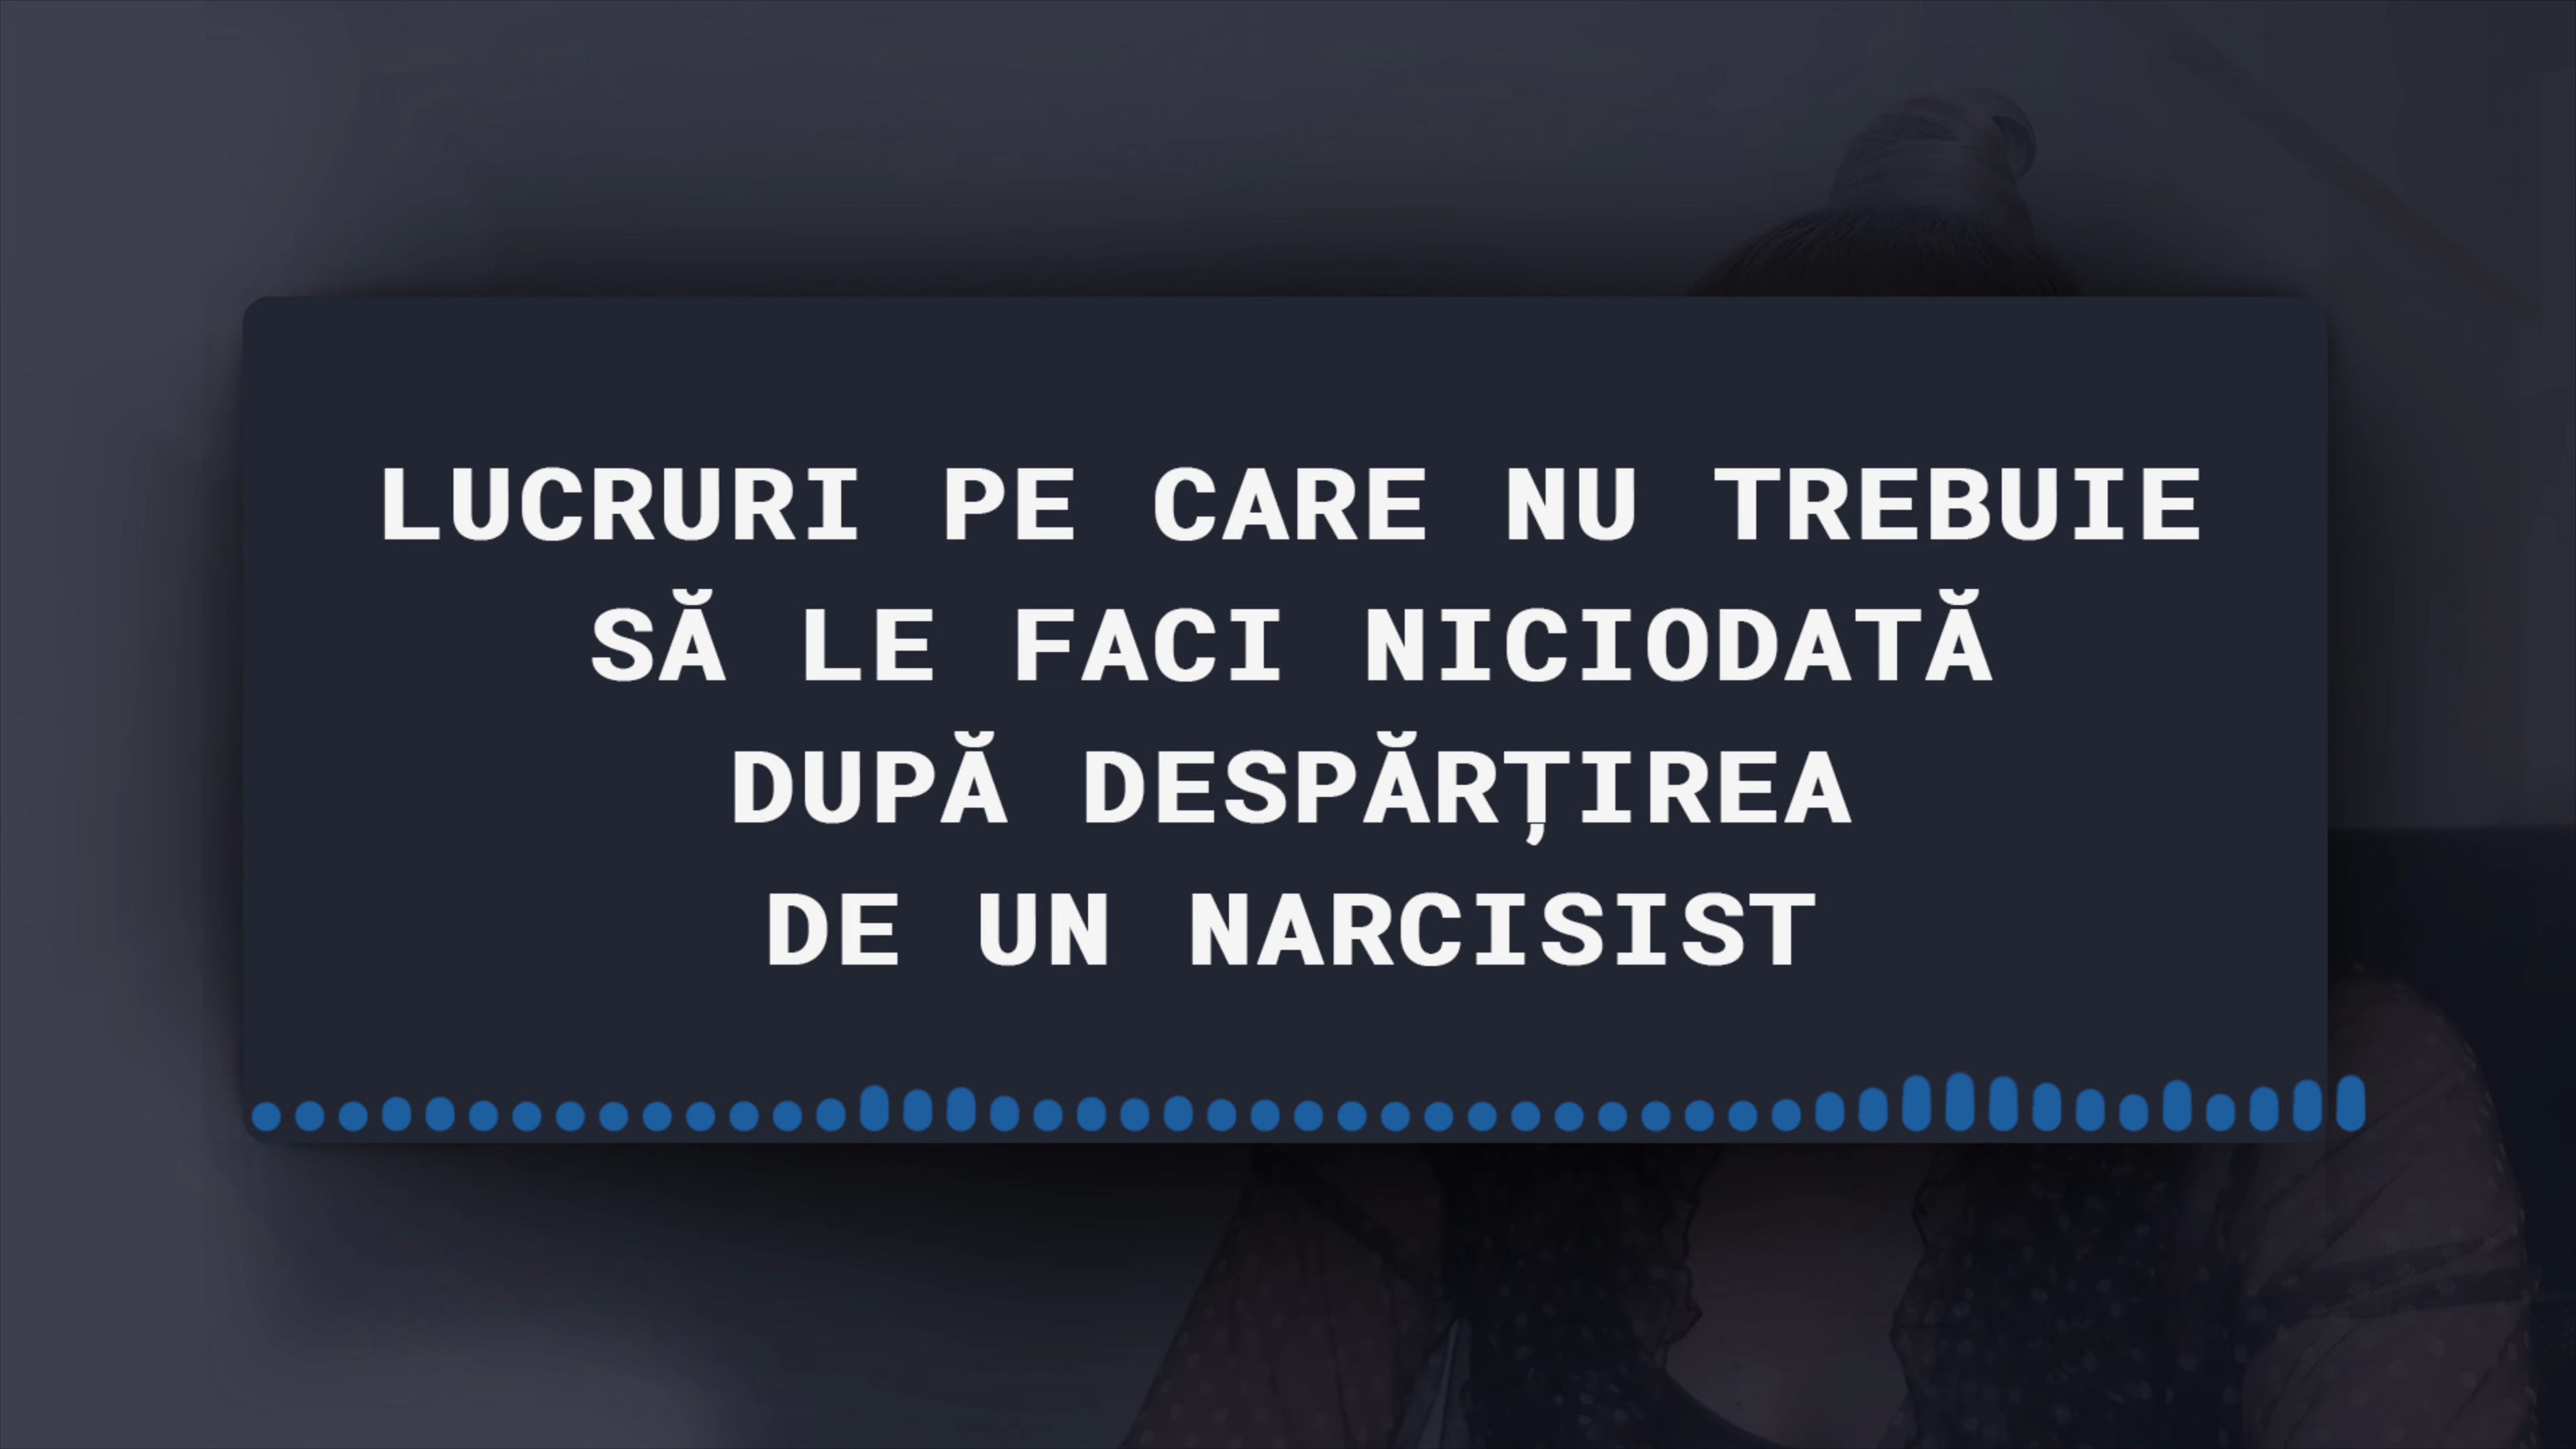 LUCRURI PE CARE NU TREBUIE
SĂ LE FACI NICIODATĂ
DUPĂ DESPĂRȚIREA
DE UN NARCISIST